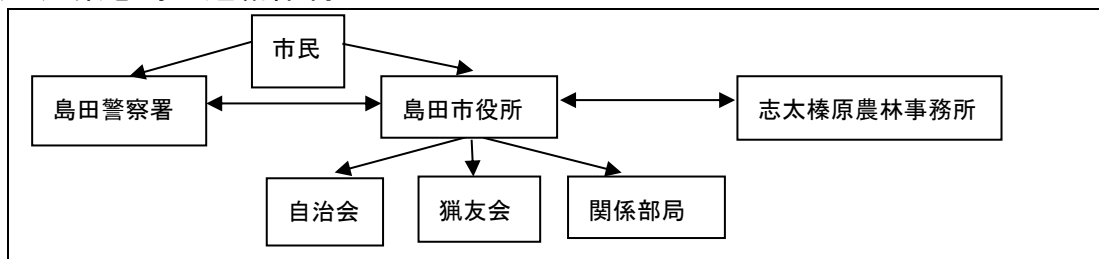 市民
島田警察署
島田市役所
志太榛原農林事務所
自治会
猟友会
関係部局